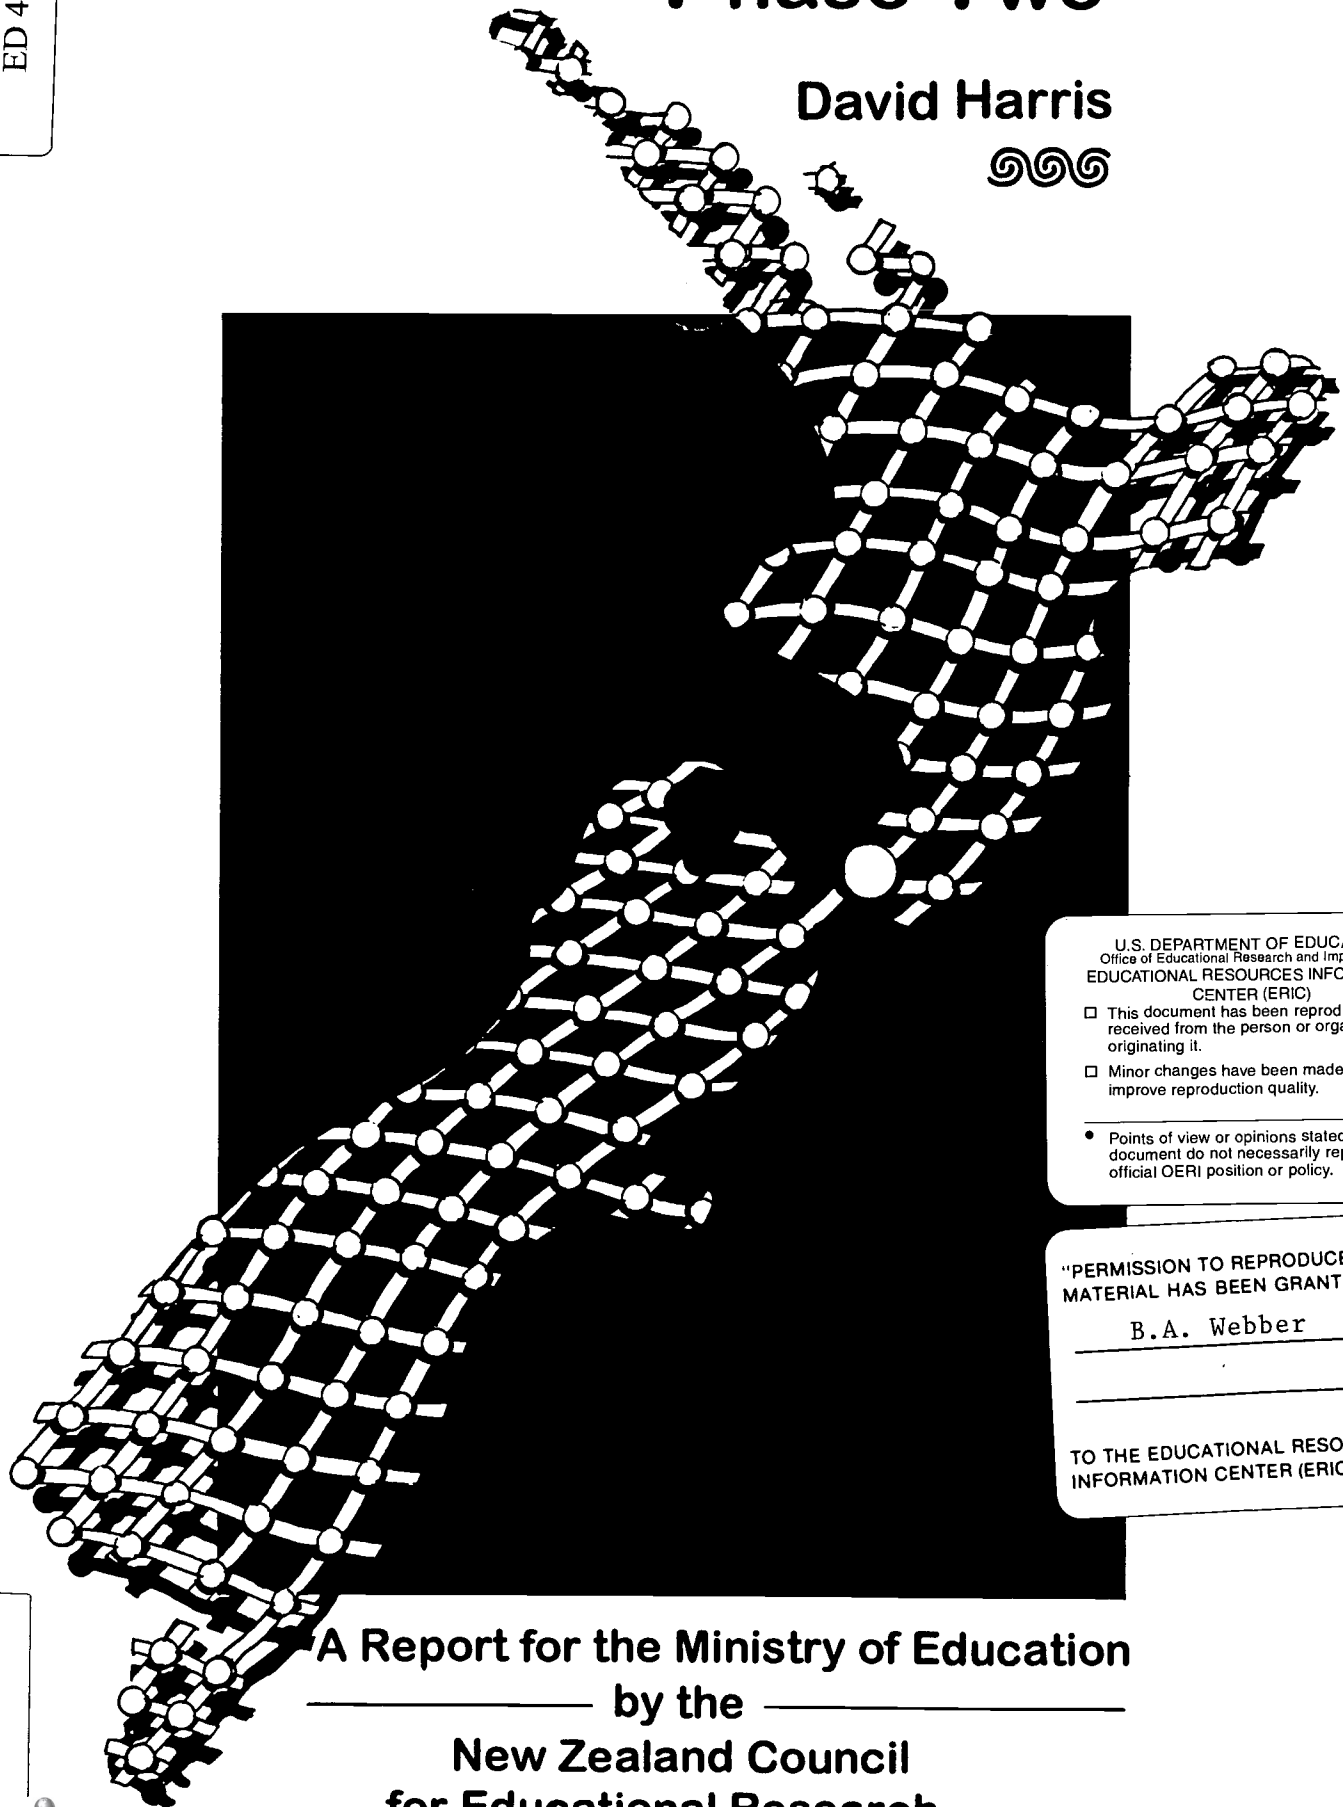 ED 4
Phase Two
David Harris
U.S. DEPARTMENT OF EDUC
Office of Educational Research and Imp
EDUCATIONAL RESOURCES INFO
CENTER (ERIC)
□ This document has been reprod
received from the person or orga
originating it.
□ Minor changes have been made
improve reproduction quality.
● Points of view or opinions stated
document do not necessarily rep
official OERI position or policy.
"PERMISSION TO REPRODUCE
MATERIAL HAS BEEN GRANT
B.A. Webber
TO THE EDUCATIONAL RESO
INFORMATION CENTER (ERIC
A Report for the Ministry of Education
by the
New Zealand Council
for Educational Research